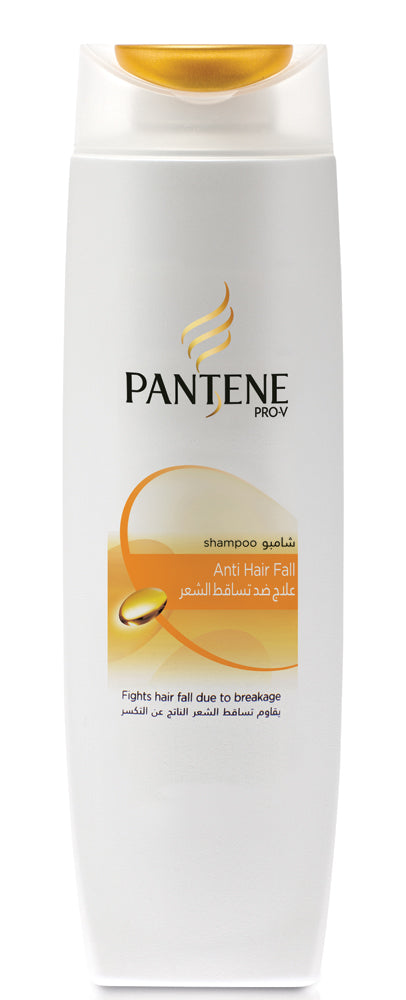 PANTENE
PRO-V
shampoo شامبو
Anti Hair Fall
علاج ضد تساقط الشعر
Fights hair fall due to breakage
يقاوم تساقط الشعر الناتج عن التكسر